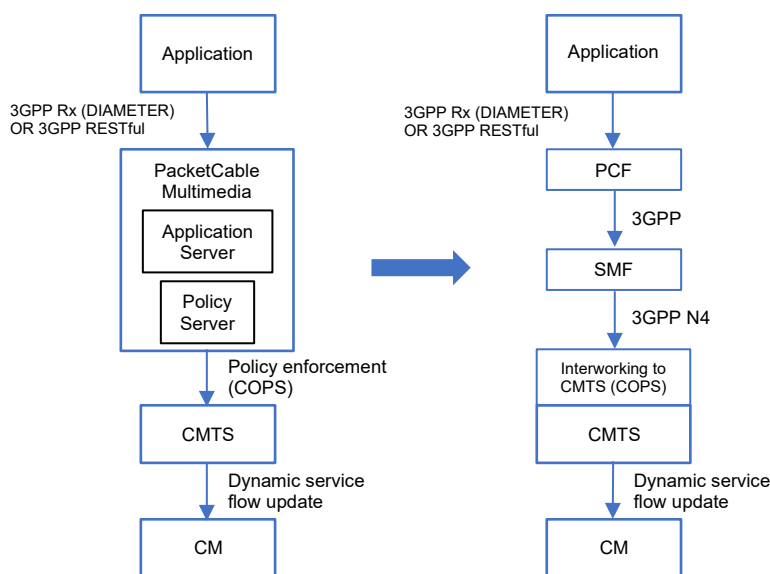 Application
3GPP Rx (DIAMETER)
OR 3GPP RESTful
PacketCable
Multimedia
Application
Server
Policy
Server
Policy enforcement
(COPS)
CMTS
Dynamic service
flow update
CM
Application
3GPP Rx (DIAMETER)
OR 3GPP RESTful
PCF
3GPP
SMF
3GPP N4
Interworking to
CMTS (COPS)
CMTS
Dynamic service
flow update
CM